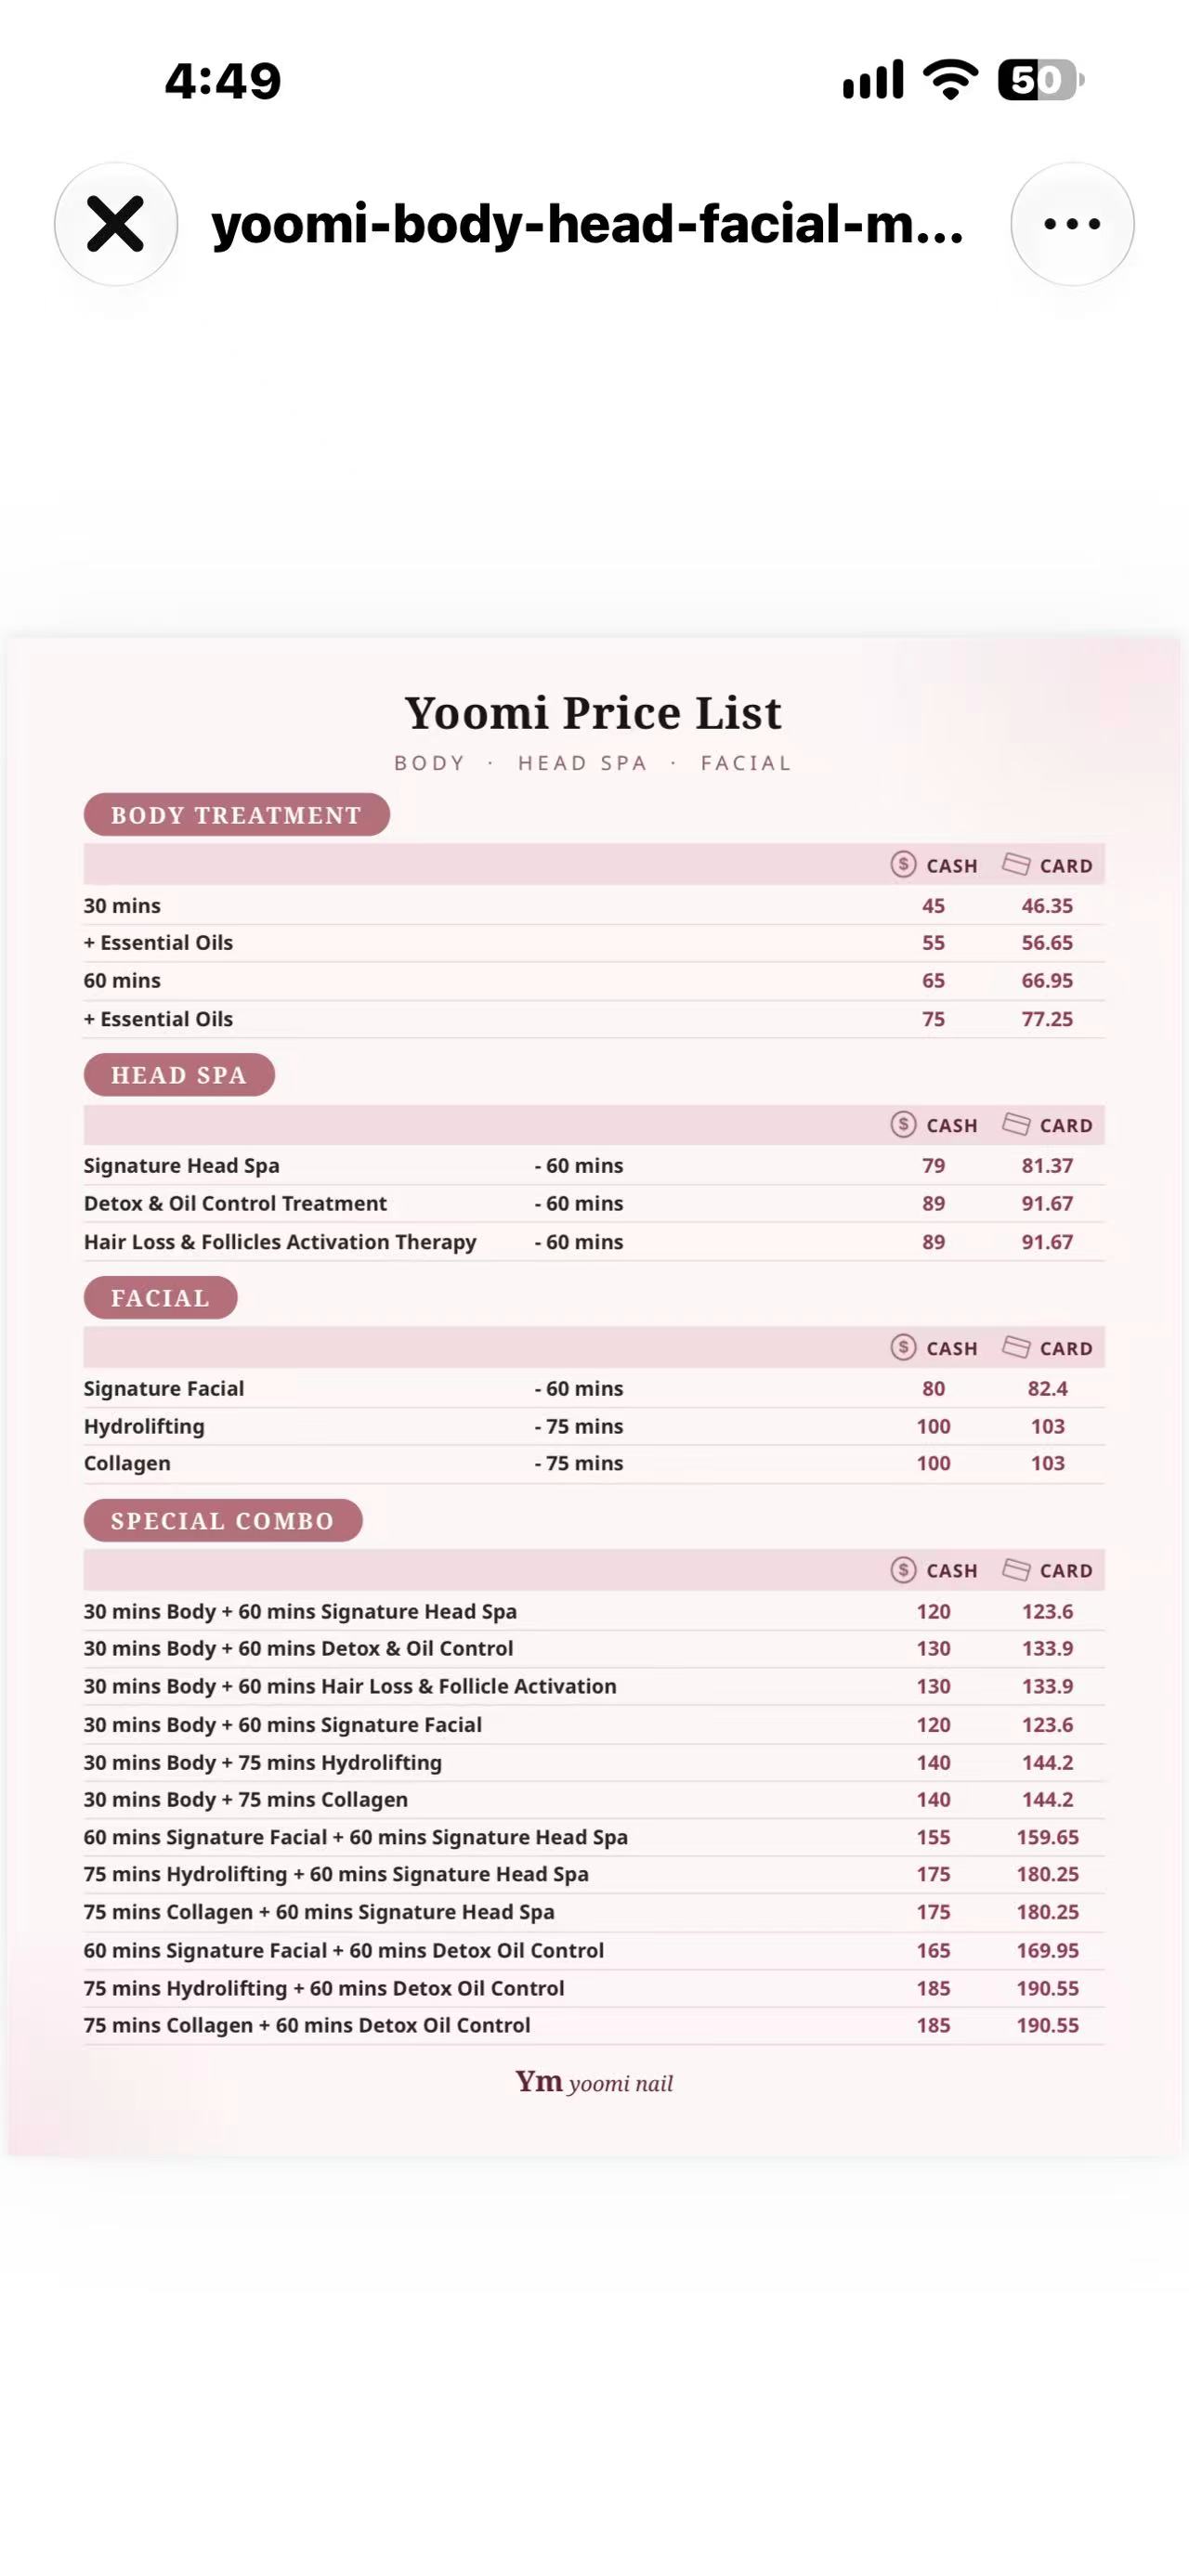 4:49
50
yoomi-body-head-facial-m...
Yoomi Price List
BODY · HEAD SPA · FACIAL
BODY TREATMENT
$ CASH CARD
30 mins 45 46.35
+ Essential Oils 55 56.65
60 mins 65 66.95
+ Essential Oils 75 77.25
HEAD SPA
$ CASH CARD
Signature Head Spa - 60 mins 79 81.37
Detox & Oil Control Treatment - 60 mins 89 91.67
Hair Loss & Follicles Activation Therapy - 60 mins 89 91.67
FACIAL
$ CASH CARD
Signature Facial - 60 mins 80 82.4
Hydrolifting - 75 mins 100 103
Collagen - 75 mins 100 103
SPECIAL COMBO
$ CASH CARD
30 mins Body + 60 mins Signature Head Spa 120 123.6
30 mins Body + 60 mins Detox & Oil Control 130 133.9
30 mins Body + 60 mins Hair Loss & Follicle Activation 130 133.9
30 mins Body + 60 mins Signature Facial 120 123.6
30 mins Body + 75 mins Hydrolifting 140 144.2
30 mins Body + 75 mins Collagen 140 144.2
60 mins Signature Facial + 60 mins Signature Head Spa 155 159.65
75 mins Hydrolifting + 60 mins Signature Head Spa 175 180.25
75 mins Collagen + 60 mins Signature Head Spa 175 180.25
60 mins Signature Facial + 60 mins Detox Oil Control 165 169.95
75 mins Hydrolifting + 60 mins Detox Oil Control 185 190.55
75 mins Collagen + 60 mins Detox Oil Control 185 190.55
Ym yoomi nail